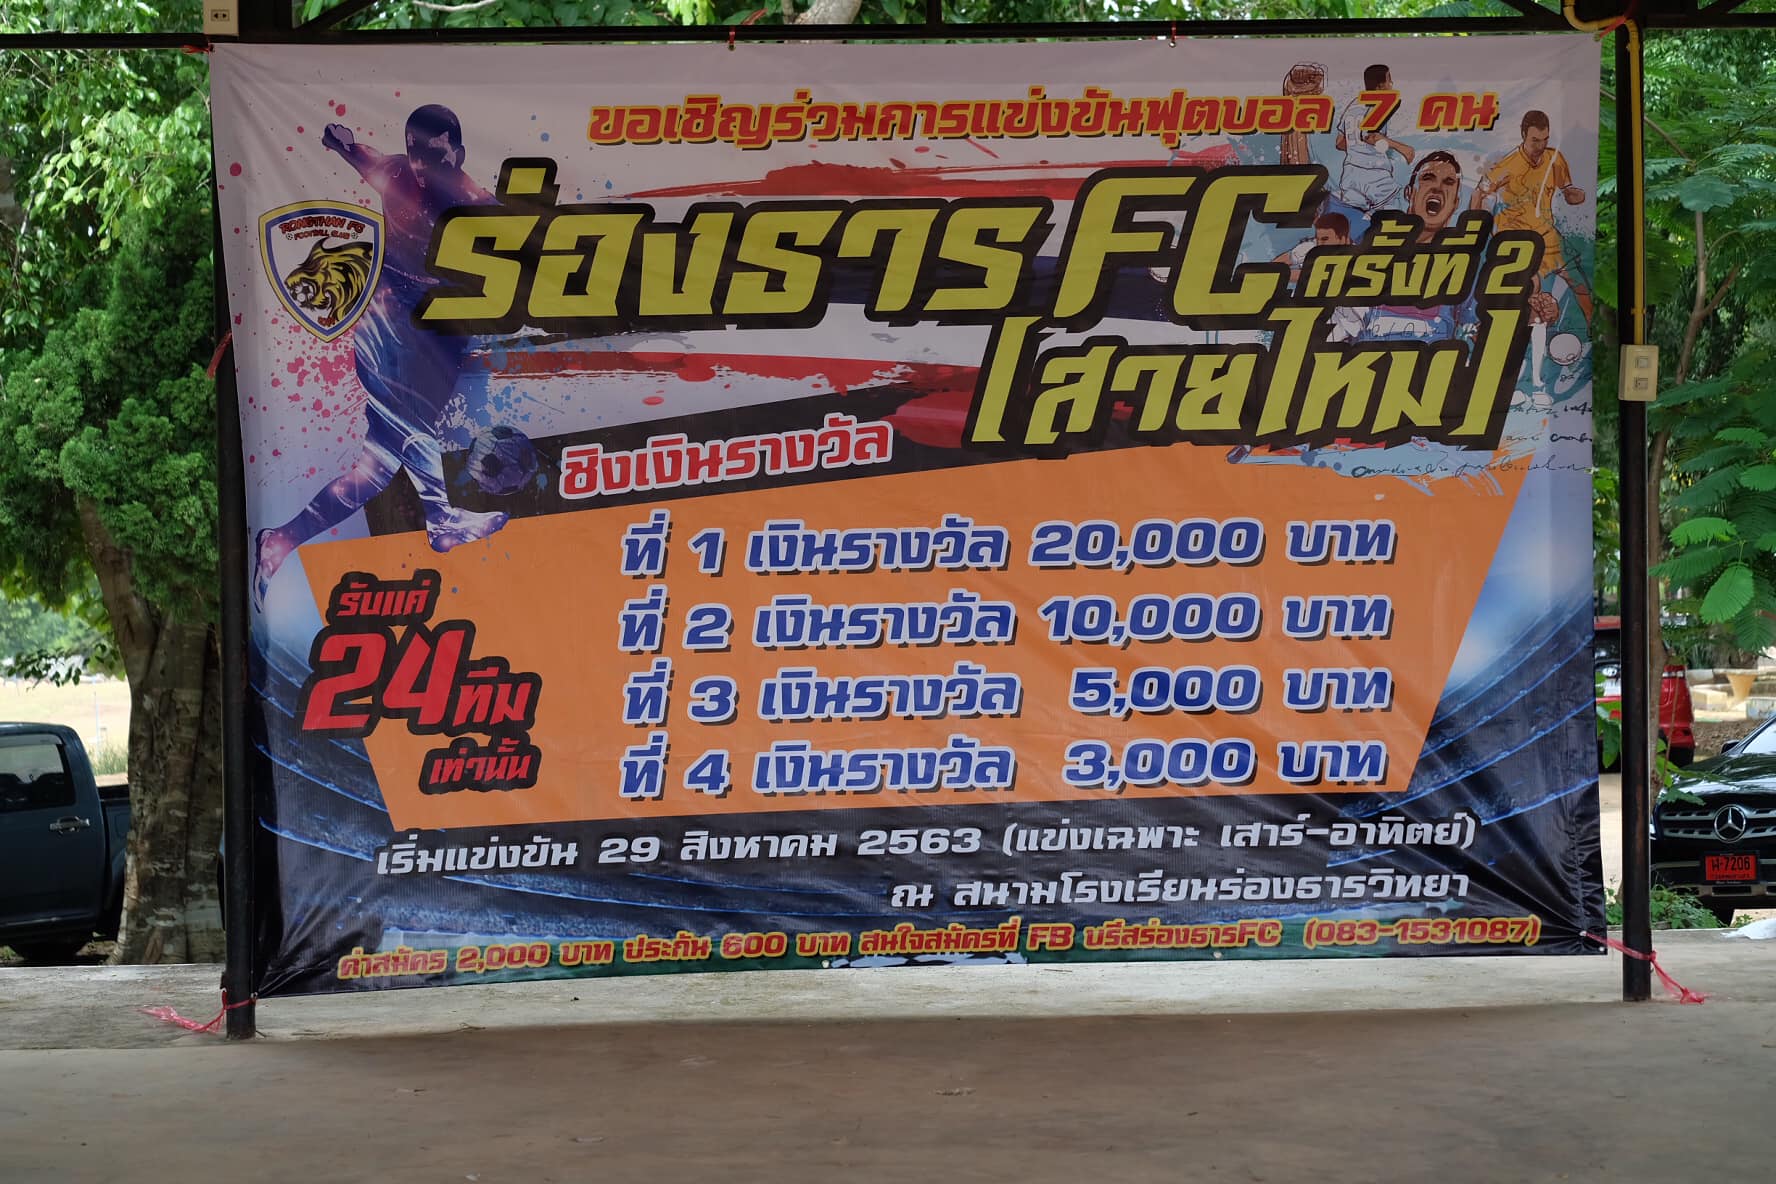 ขอเชิญร่วมการแข่งขันฟุตบอล 7 คน
RONGTHAN FC
FOOTBALL CLUB
ร่องธาร FC ครั้งที่ 2
(สายไหม)
ชิงเงินรางวัล
ที่ 1 เงินรางวัล 20,000 บาท
ที่ 2 เงินรางวัล 10,000 บาท
ที่ 3 เงินรางวัล 5,000 บาท
ที่ 4 เงินรางวัล 3,000 บาท
รับแค่
24 ทีม
เท่านั้น
เริ่มแข่งขัน 29 สิงหาคม 2563 (แข่งเฉพาะ เสาร์-อาทิตย์)
ณ สนามโรงเรียนร่องธารวิทยา
ค่าสมัคร 2,000 บาท ประกัน 600 บาท สนใจสมัครที่ FB บรีสร่องธารFC (083-1531087)